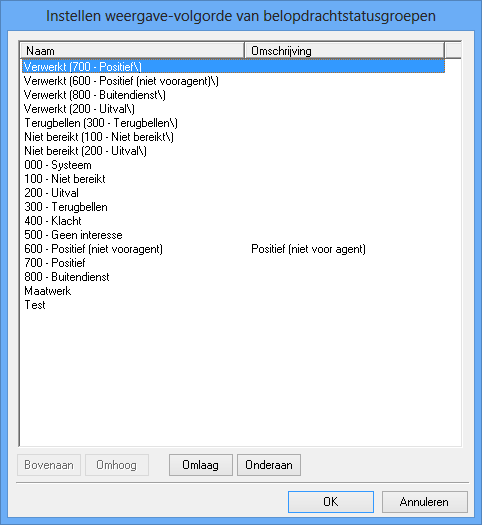 Instellen weergave-volgorde van belopdrachtstatusgroepen
Naam Omschrijving
Verwerkt (700 - Positief\)
Verwerkt (600 - Positief (niet vooragent)\)
Verwerkt (800 - Buitendienst\)
Verwerkt (200 - Uitval\)
Terugbellen (300 - Terugbellen\)
Niet bereikt (100 - Niet bereikt\)
Niet bereikt (200 - Uitval\)
000 - Systeem
100 - Niet bereikt
200 - Uitval
300 - Terugbellen
400 - Klacht
500 - Geen interesse
600 - Positief (niet vooragent) Positief (niet voor agent)
700 - Positief
800 - Buitendienst
Maatwerk
Test
Bovenaan Omhoog Omlaag Onderaan
OK Annuleren